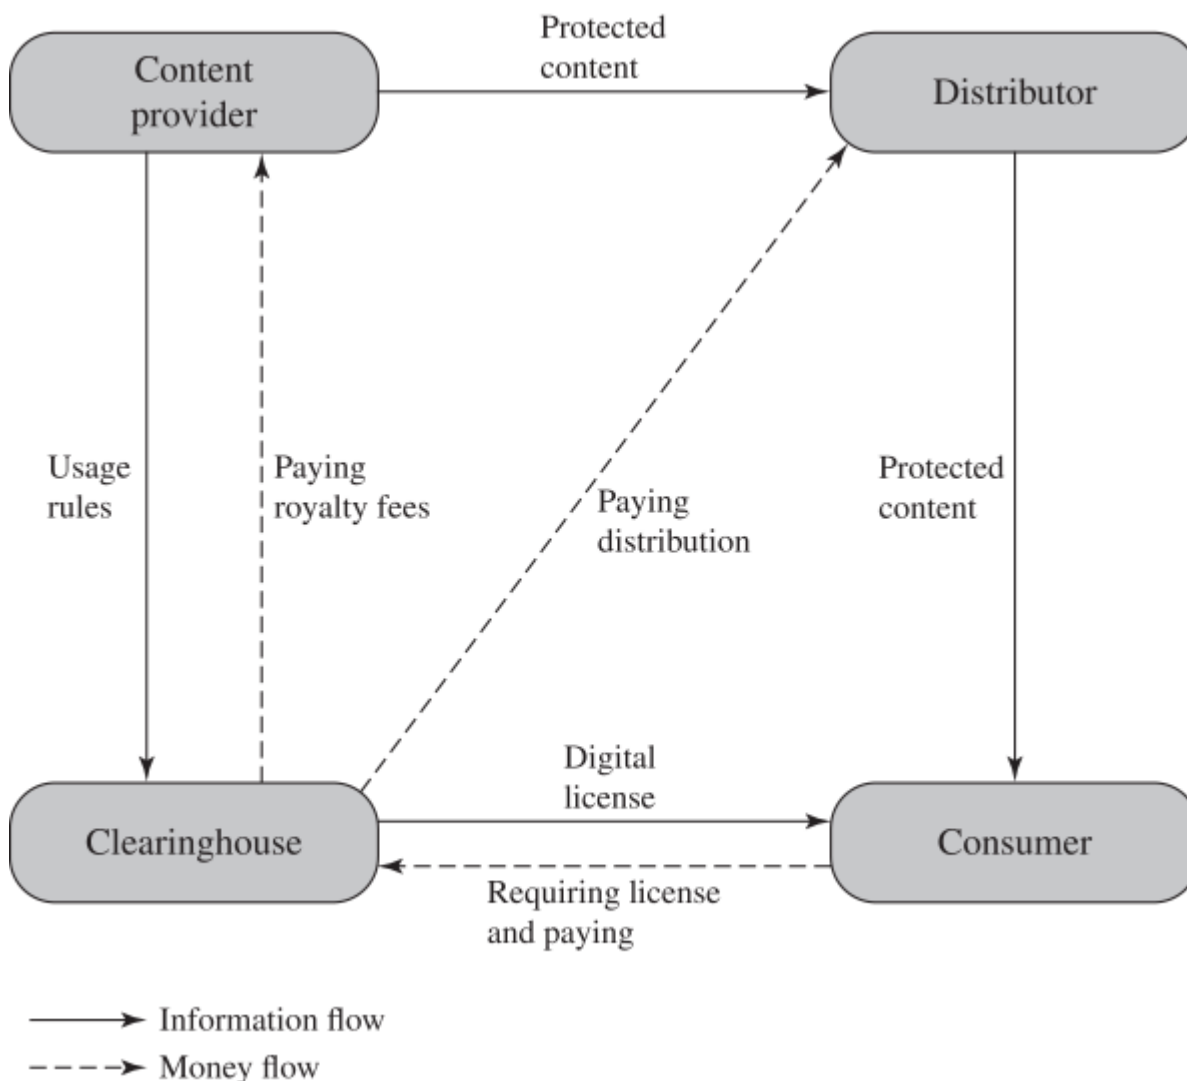 Protected
content
Content
provider
Distributor
Usage
rules
Paying
royalty fees
Paying
distribution
Protected
content
Digital
license
Clearinghouse
Consumer
Requiring license
and paying
Information flow
Money flow